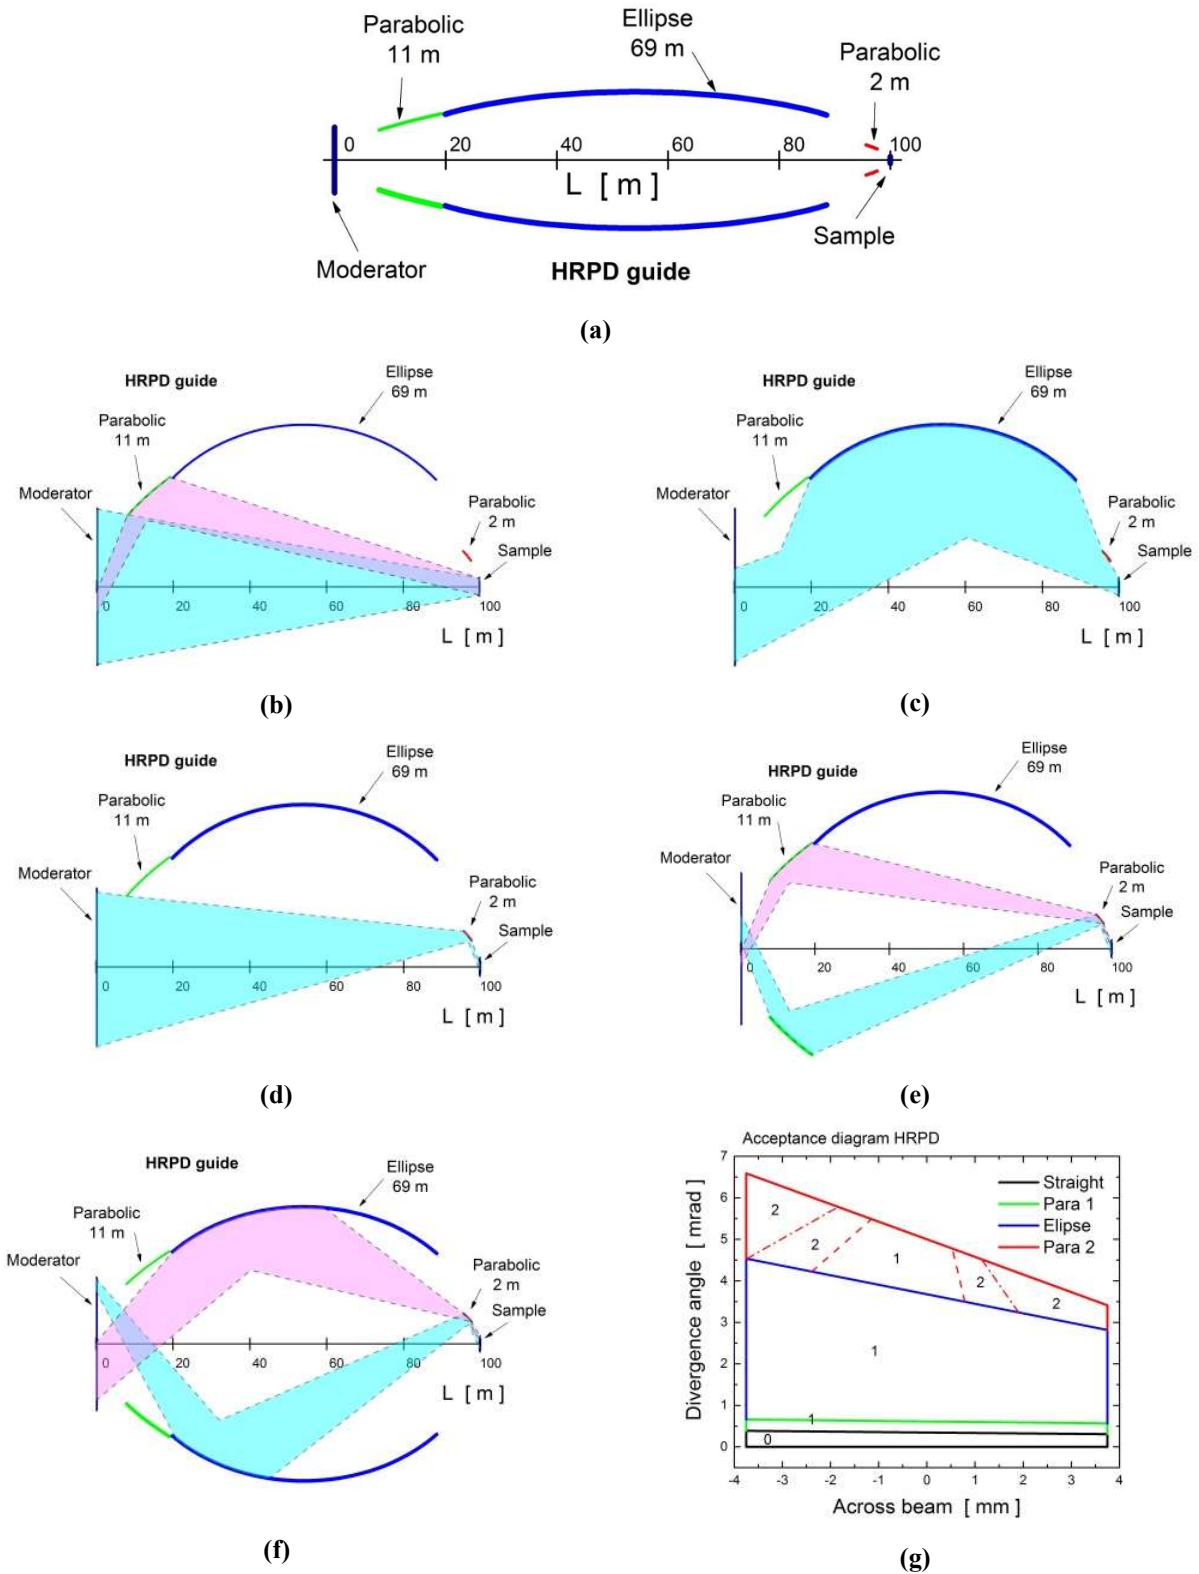 Parabolic
11 m
Ellipse
69 m
Parabolic
2 m
0 20 40 60 80 100
L [ m ]
Moderator
Sample
HRPD guide
(a)
HRPD guide
Ellipse
69 m
Parabolic
11 m
Moderator
Parabolic
2 m
Sample
0 20 40 60 80 100
L [ m ]
(b)
HRPD guide
Ellipse
69 m
Parabolic
11 m
Moderator
Parabolic
2 m
Sample
0 20 40 60 80 100
L [ m ]
(c)
HRPD guide
Ellipse
69 m
Parabolic
11 m
Moderator
Parabolic
2 m
Sample
0 20 40 60 80 100
L [ m ]
(d)
HRPD guide
Ellipse
69 m
Parabolic
11 m
Moderator
Parabolic
2 m
Sample
0 20 40 60 80 100
L [ m ]
(e)
HRPD guide
Ellipse
69 m
Parabolic
11 m
Moderator
Parabolic
2 m
Sample
0 20 40 60 80 100
L [ m ]
(f)
Acceptance diagram HRPD
7
6
5
4
3
2
1
0
Divergence angle [ mrad ]
Straight
Para 1
Elipse
Para 2
2
2
1
2
2
1
1
0
-4 -3 -2 -1 0 1 2 3 4
Across beam [ mm ]
(g)